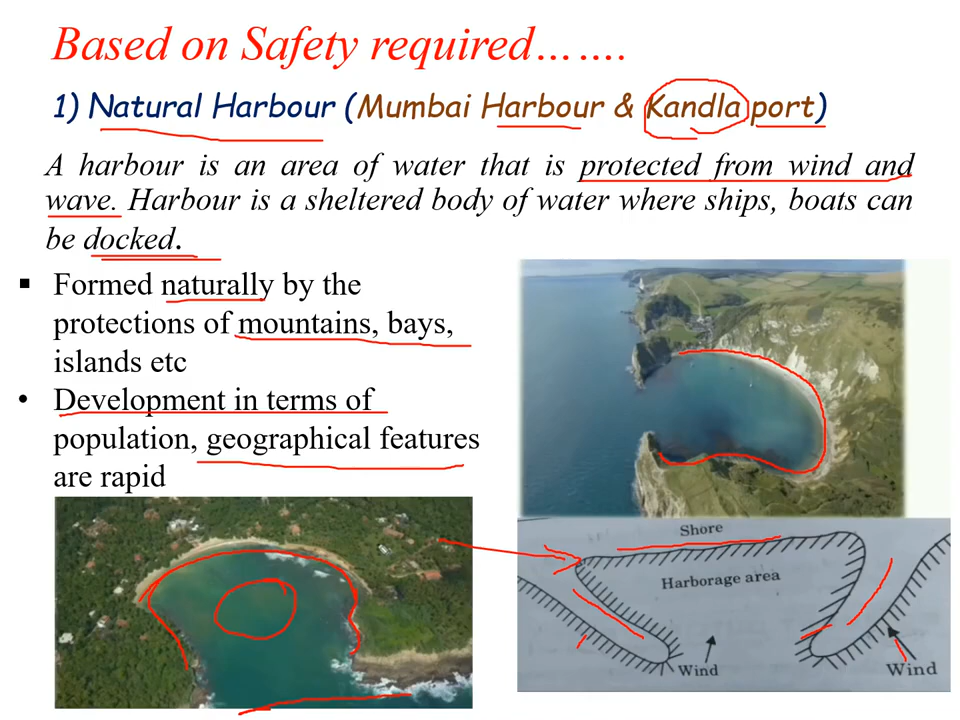 Based on Safety required…….
1) Natural Harbour (Mumbai Harbour & Kandla port)
A harbour is an area of water that is protected from wind and
wave. Harbour is a sheltered body of water where ships, boats can
be docked.
▪ Formed naturally by the
protections of mountains, bays,
islands etc
• Development in terms of
population, geographical features
are rapid
Shore
Harborage area
Wind
Wind